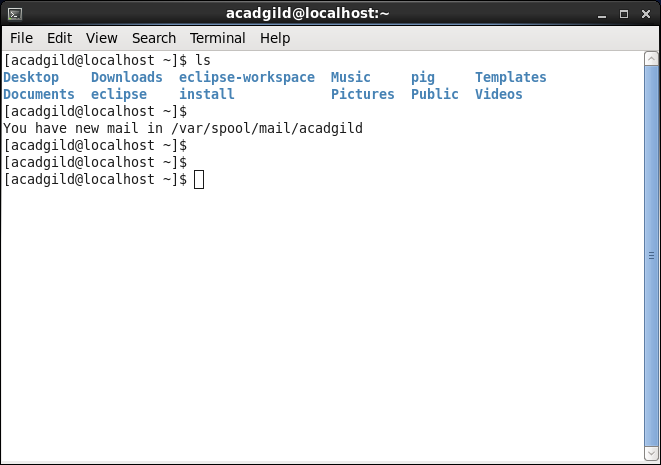 acadgild@localhost:~
File Edit View Search Terminal Help
[acadgild@localhost ~]$ ls
Desktop    Downloads  eclipse-workspace  Music     pig     Templates
Documents  eclipse    install            Pictures  Public  Videos
[acadgild@localhost ~]$
You have new mail in /var/spool/mail/acadgild
[acadgild@localhost ~]$
[acadgild@localhost ~]$
[acadgild@localhost ~]$